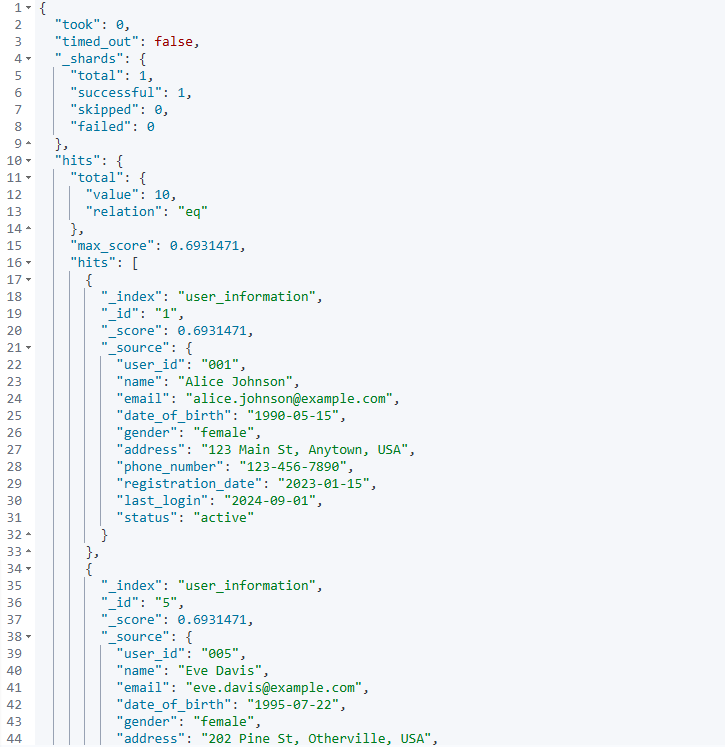 1 {
2 "took": 0,
3 "timed_out": false,
4 "_shards": {
5 "total": 1,
6 "successful": 1,
7 "skipped": 0,
8 "failed": 0
9 },
10 "hits": {
11 "total": {
12 "value": 10,
13 "relation": "eq"
14 },
15 "max_score": 0.6931471,
16 "hits": [
17 {
18 "_index": "user_information",
19 "_id": "1",
20 "_score": 0.6931471,
21 "_source": {
22 "user_id": "001",
23 "name": "Alice Johnson",
24 "email": "alice.johnson@example.com",
25 "date_of_birth": "1990-05-15",
26 "gender": "female",
27 "address": "123 Main St, Anytown, USA",
28 "phone_number": "123-456-7890",
29 "registration_date": "2023-01-15",
30 "last_login": "2024-09-01",
31 "status": "active"
32 }
33 },
34 {
35 "_index": "user_information",
36 "_id": "5",
37 "_score": 0.6931471,
38 "_source": {
39 "user_id": "005",
40 "name": "Eve Davis",
41 "email": "eve.davis@example.com",
42 "date_of_birth": "1995-07-22",
43 "gender": "female",
44 "address": "202 Pine St, Otherville, USA",